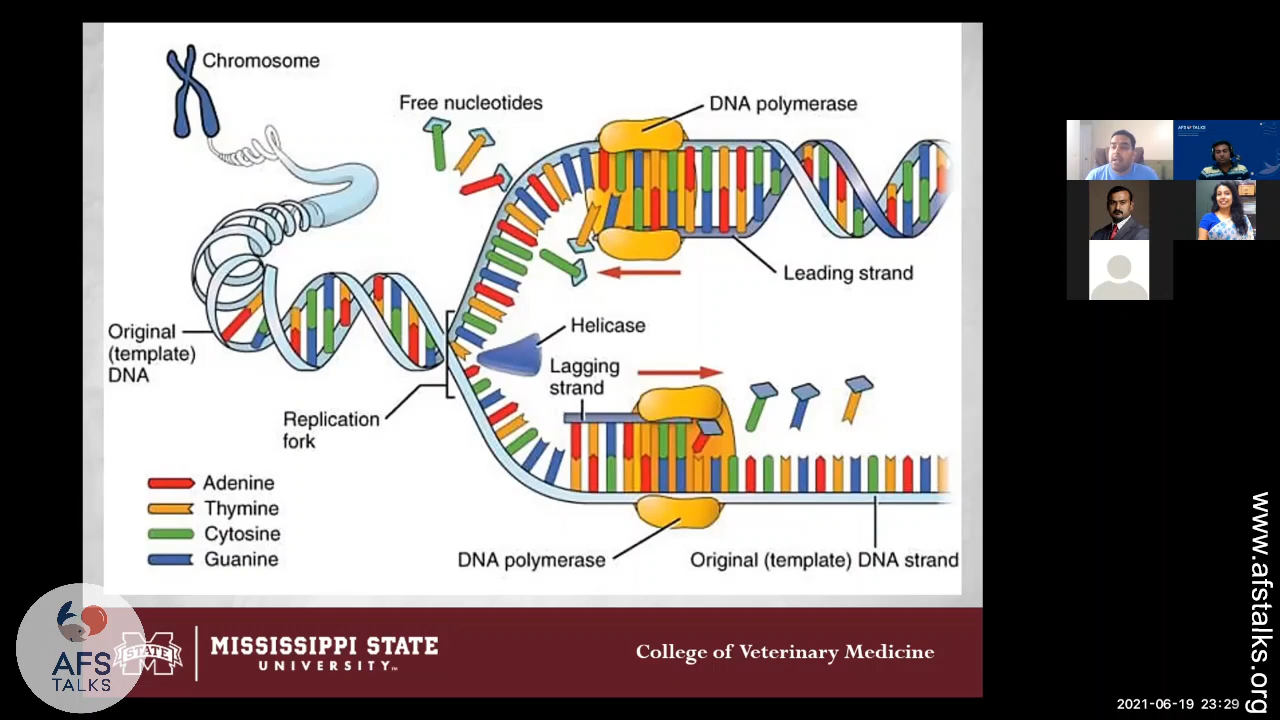 Chromosome
Free nucleotides
DNA polymerase
Leading strand
Helicase
Original
(template)
DNA
Lagging
strand
Replication
fork
Adenine
Thymine
Cytosine
Guanine
DNA polymerase
Original (template) DNA strand
AFS
TALKS
STATE
MISSISSIPPI STATE
UNIVERSITY™
College of Veterinary Medicine
www.afstalks.org
2021-06-19 23:29